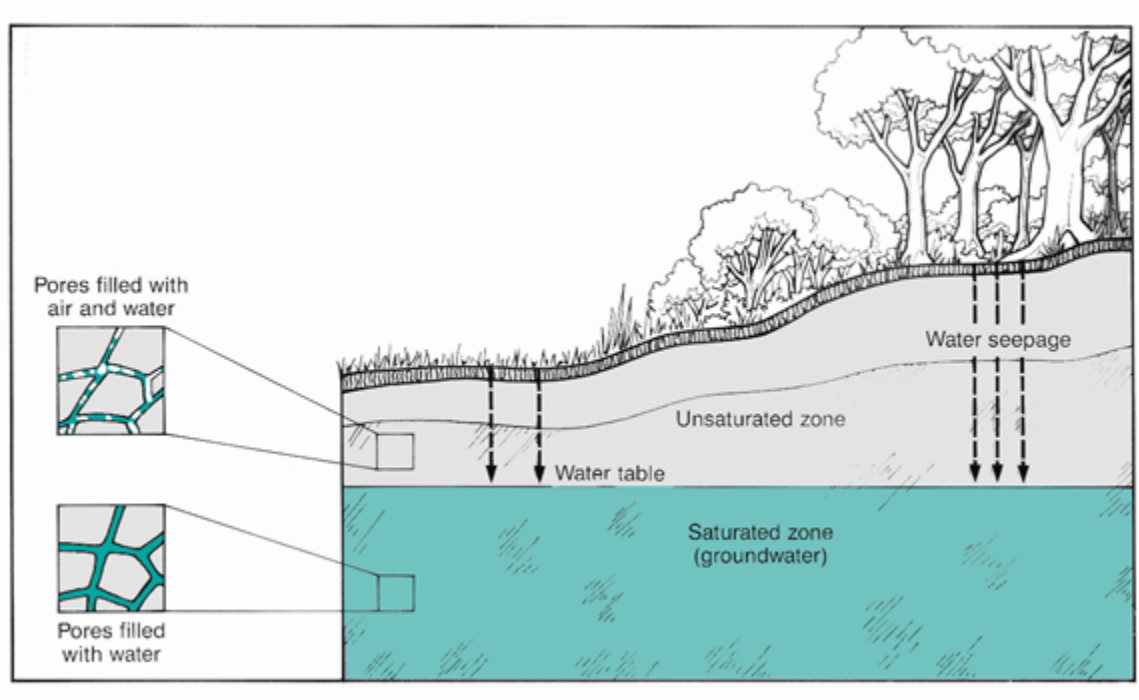 Pores filled with
air and water
Water seepage
Unsaturated zone
Water table
Saturated zone
(groundwater)
Pores filled
with water